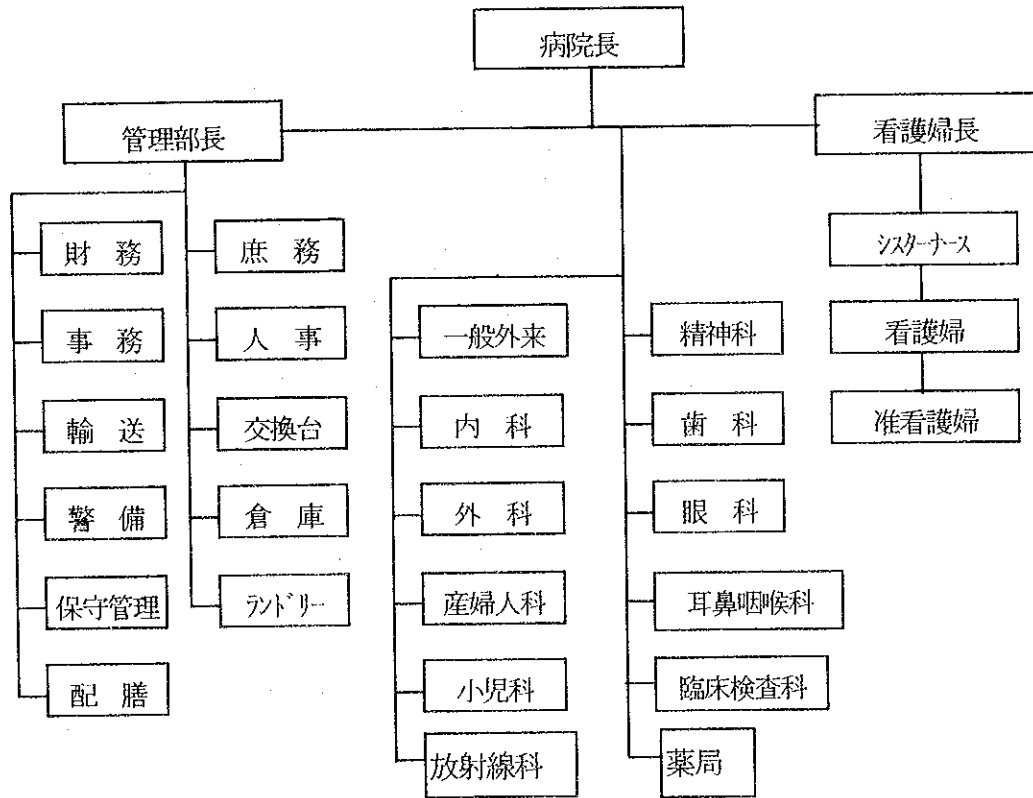 病院長
管理部長
看護婦長
財務
庶務
シスターナース
事務
人事
一般外来
精神科
看護婦
輸送
交換台
内科
歯科
准看護婦
警備
倉庫
外科
眼科
保守管理
ランドリー
産婦人科
耳鼻咽喉科
配膳
小児科
臨床検査科
放射線科
薬局